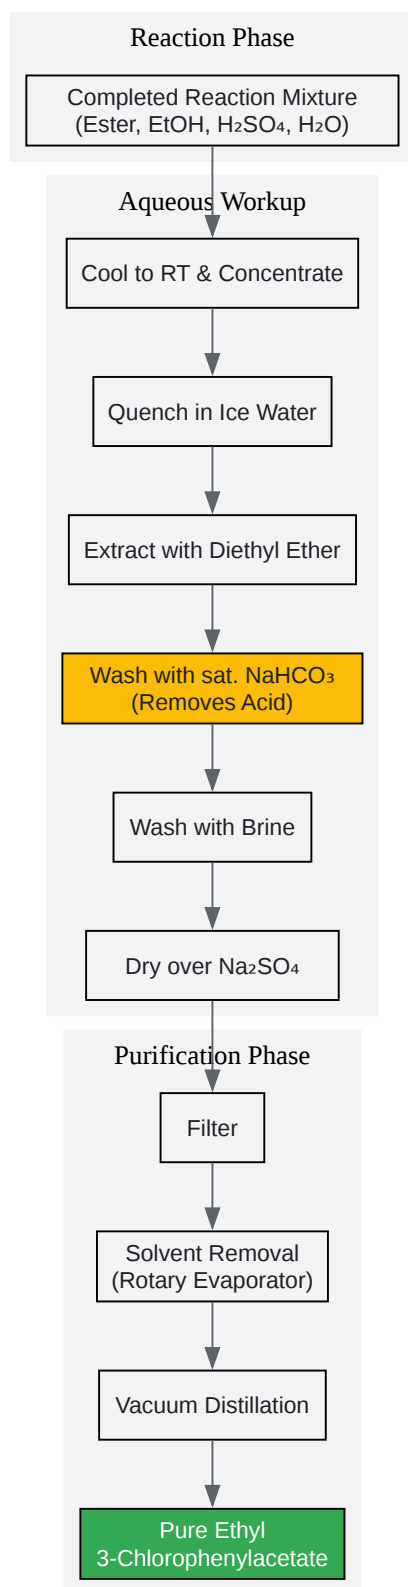 Reaction Phase
Completed Reaction Mixture
(Ester, EtOH, H₂SO₄, H₂O)
Aqueous Workup
Cool to RT & Concentrate
Quench in Ice Water
Extract with Diethyl Ether
Wash with sat. NaHCO₃
(Removes Acid)
Wash with Brine
Dry over Na₂SO₄
Purification Phase
Filter
Solvent Removal
(Rotary Evaporator)
Vacuum Distillation
Pure Ethyl
3-Chlorophenylacetate